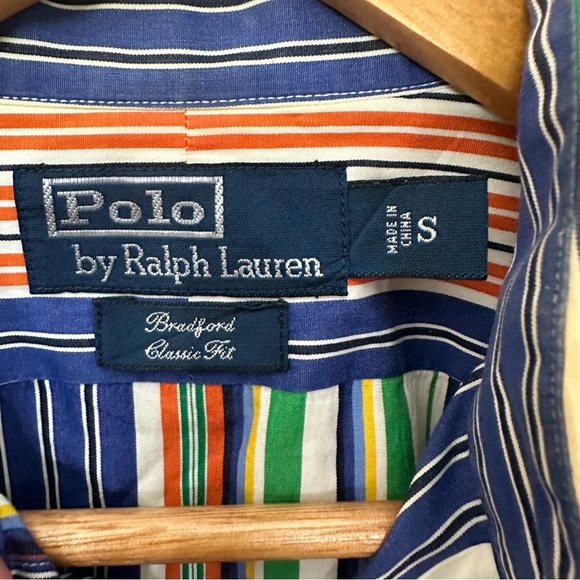 Polo
by Ralph Lauren
MADE IN
CHINA
S
Bradford
Classic Fit